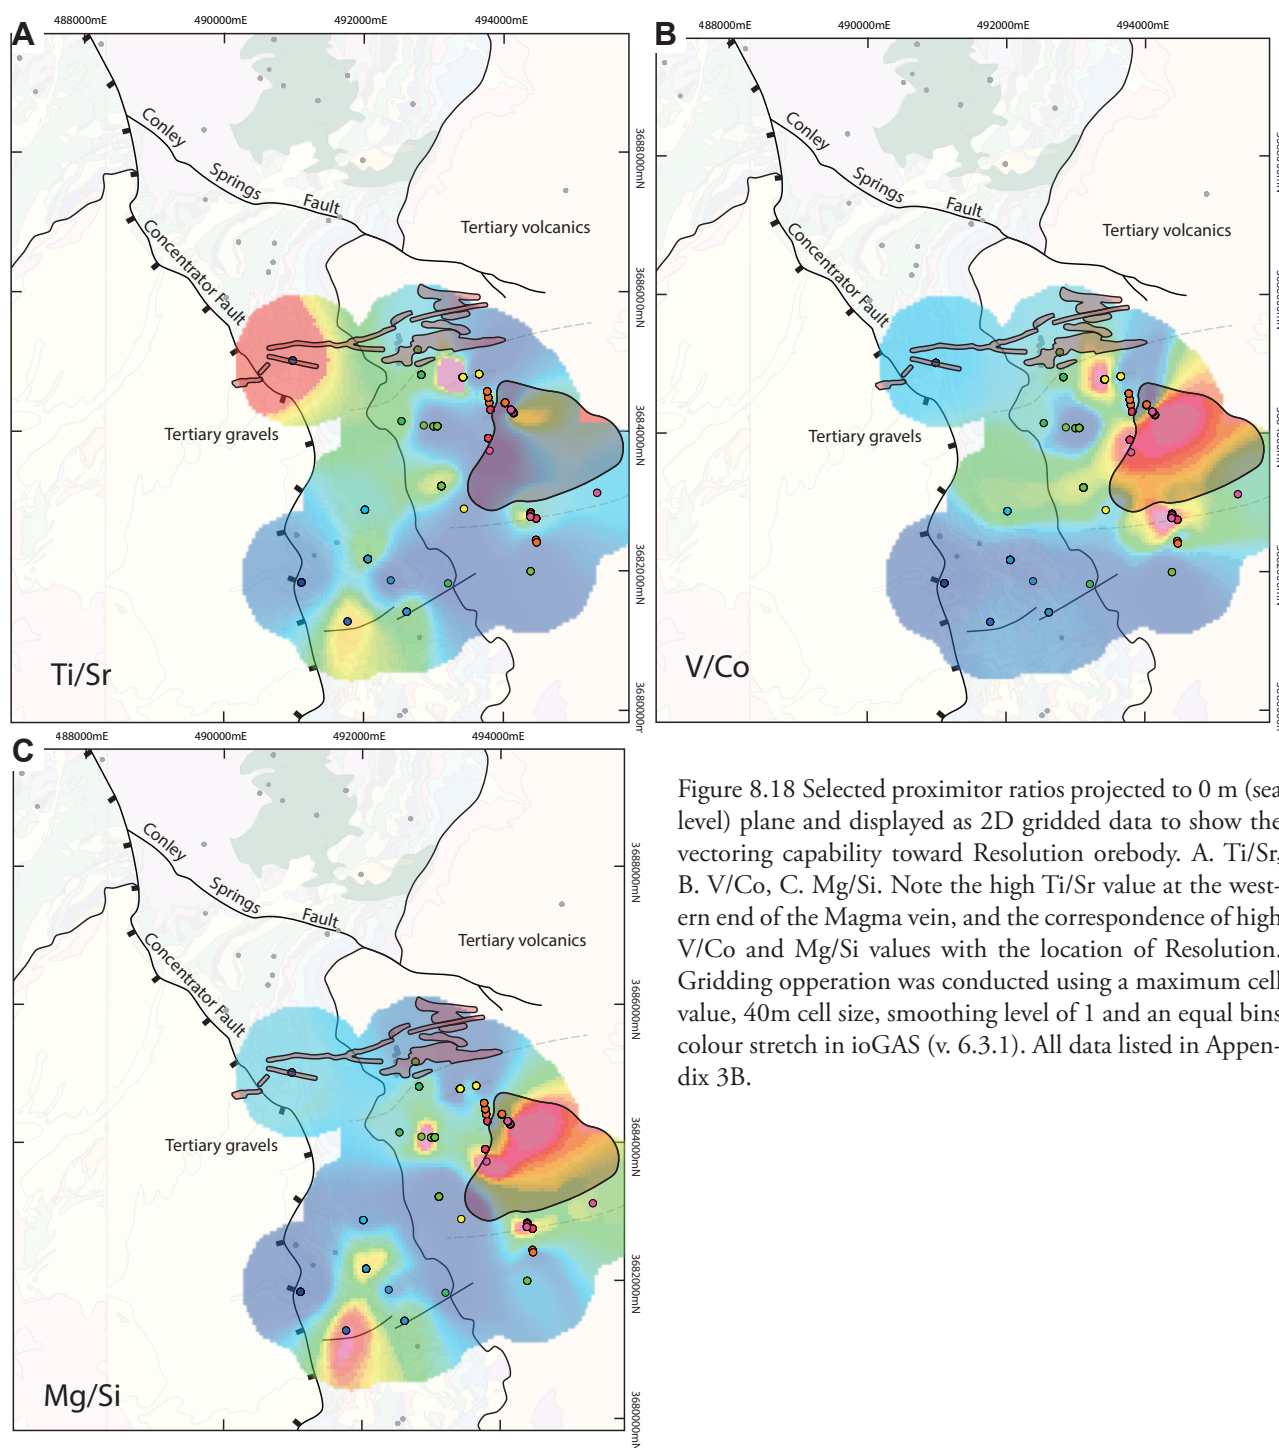 A
488000mE 490000mE 492000mE 494000mE
Conley
Springs
Fault
3688000mN
Tertiary volcanics
Concentrator Fault
3686000mN
Tertiary gravels
3684000mN
3682000mN
Ti/Sr
B
488000mE 490000mE 492000mE 494000mE
Conley
Springs
Fault
Tertiary volcanics
Concentrator Fault
Tertiary gravels
V/Co
C
488000mE 490000mE 492000mE 494000mE
Conley
Springs
Fault
3688000mN
Tertiary volcanics
Concentrator Fault
3686000mN
Tertiary gravels
3684000mN
3682000mN
3680000mN
Mg/Si
Figure 8.18 Selected proximitor ratios projected to 0 m (sea
level) plane and displayed as 2D gridded data to show the
vectoring capability toward Resolution orebody. A. Ti/Sr,
B. V/Co, C. Mg/Si. Note the high Ti/Sr value at the west-
ern end of the Magma vein, and the correspondence of high
V/Co and Mg/Si values with the location of Resolution.
Gridding opperation was conducted using a maximum cell
value, 40m cell size, smoothing level of 1 and an equal bins
colour stretch in ioGAS (v. 6.3.1). All data listed in Appen-
dix 3B.